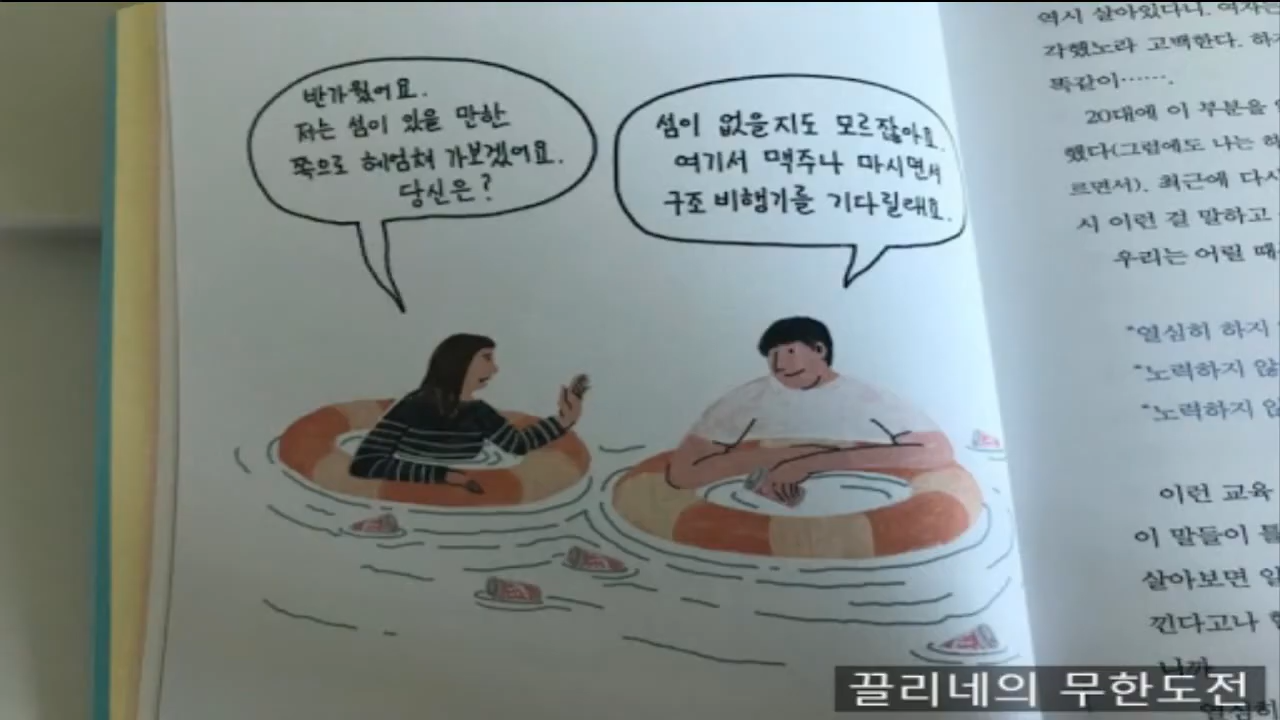 반가웠어요.
저는 섬이 있을 만한
쪽으로 헤엄쳐 가보겠어요.
당신은?
섬이 없을지도 모르잖아요.
여기서 맥주나 마시면서
구조 비행기를 기다릴래요.
역시 살아있다니. 여자는
각했노라 고백한다. 하
똑같이…….
20대에 이 부분을
했다(그럼에도 나는 하
르면서). 최근에 다시
시 이런 걸 말하고
우리는 어릴 때
"열심히 하지
"노력하지 않
"노력하지 않
이런 교육
이 말들이 틀
살아보면 알
낀다고나 할
니까
열심히
끌리네의 무한도전